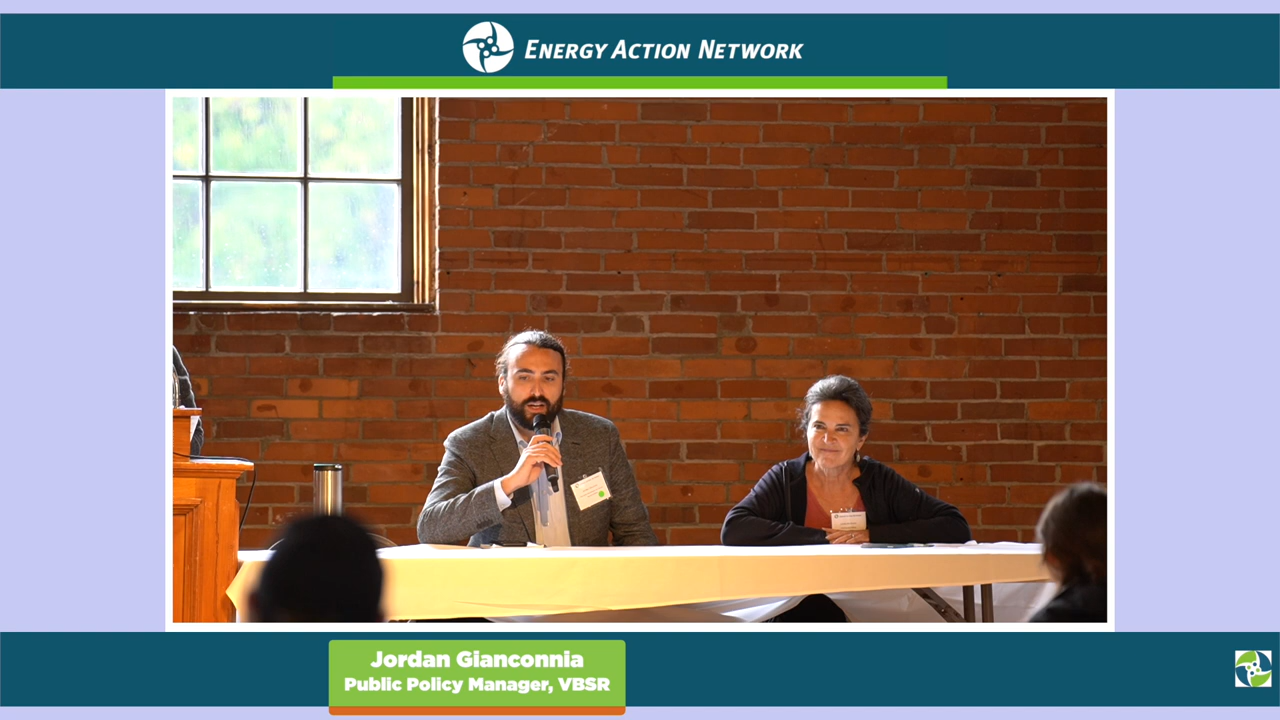 ENERGY ACTION NETWORK
Jordan Gianconnia
Public Policy Manager, VBSR